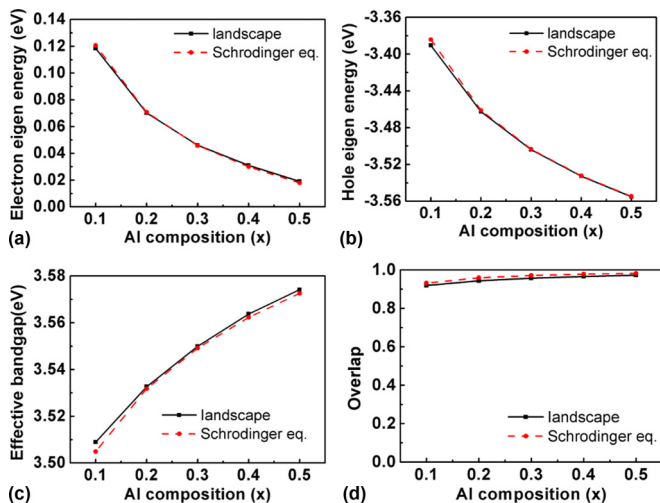 0.14
0.12
0.10
0.08
0.06
0.04
0.02
0.00
Electron eigen energy (eV)
landscape
Schrodinger eq.
0.1 0.2 0.3 0.4 0.5
(a) Al composition (x)
-3.36
-3.40
-3.44
-3.48
-3.52
-3.56
Hole eigen energy (eV)
landscape
Schrodinger eq.
0.1 0.2 0.3 0.4 0.5
(b) Al composition (x)
3.58
3.56
3.54
3.52
3.50
Effective bandgap(eV)
landscape
Schrodinger eq.
0.1 0.2 0.3 0.4 0.5
(c) Al composition (x)
1.0
0.8
0.6
0.4
0.2
0.0
Overlap
landscape
Schrodinger eq.
0.1 0.2 0.3 0.4 0.5
(d) Al composition (x)